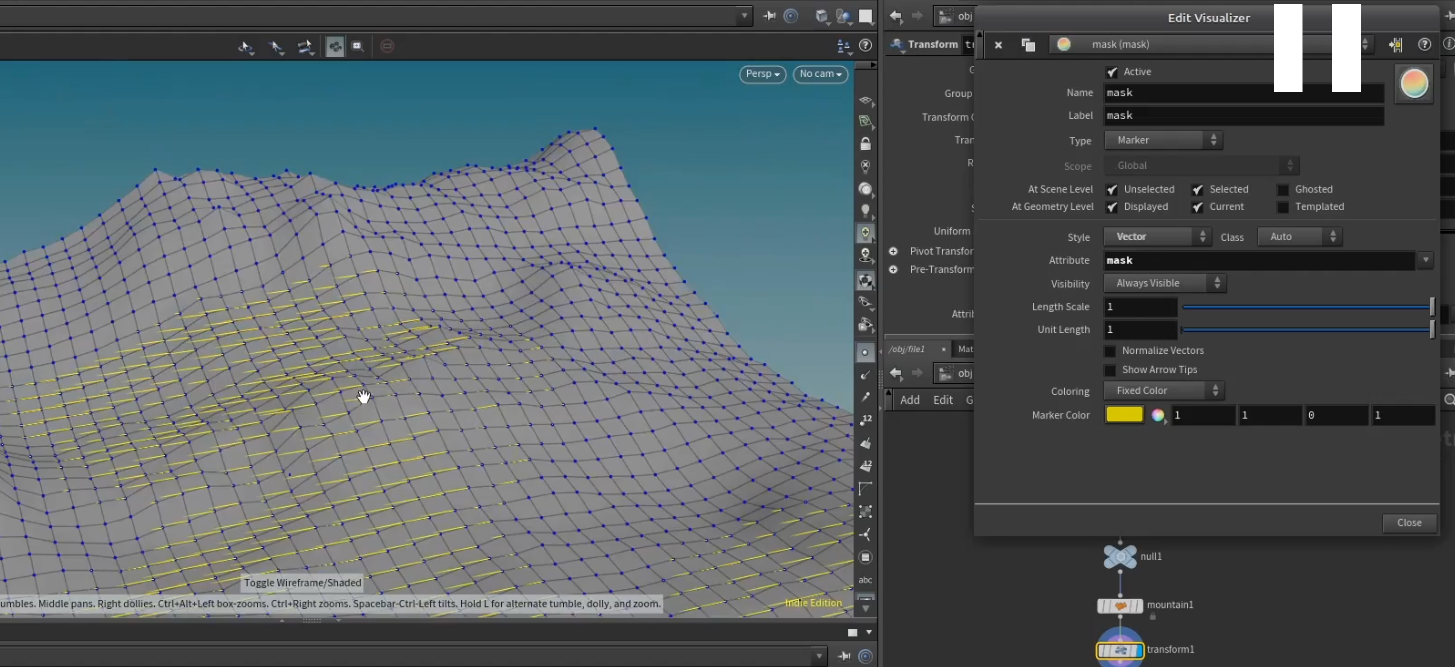 Edit Visualizer
obj
Transform
mask (mask)
Persp
No cam
Active
Group
Name
mask
Transform
Label
mask
Tran
Type
Marker
Scope
Global
At Scene Level
Unselected
Selected
Ghosted
At Geometry Level
Displayed
Current
Templated
Uniform
Style
Vector
Class
Auto
Pivot Transform
Attribute
mask
Pre-Transform
Visibility
Always Visible
Length Scale
1
Attrib
Unit Length
1
/obj/file1
Mat
Normalize Vectors
Show Arrow Tips
obj
Coloring
Fixed Color
Add
Edit
G
Marker Color
1
1
0
1
12
12
Close
null1
abc
Toggle Wireframe/Shaded
umbles. Middle pans. Right dollies. Ctrl+Alt+Left box-zooms. Ctrl+Right zooms. Spacebar-Ctrl-Left tilts. Hold L for alternate tumble, dolly, and zoom.
Indie Edition
mountain1
transform1